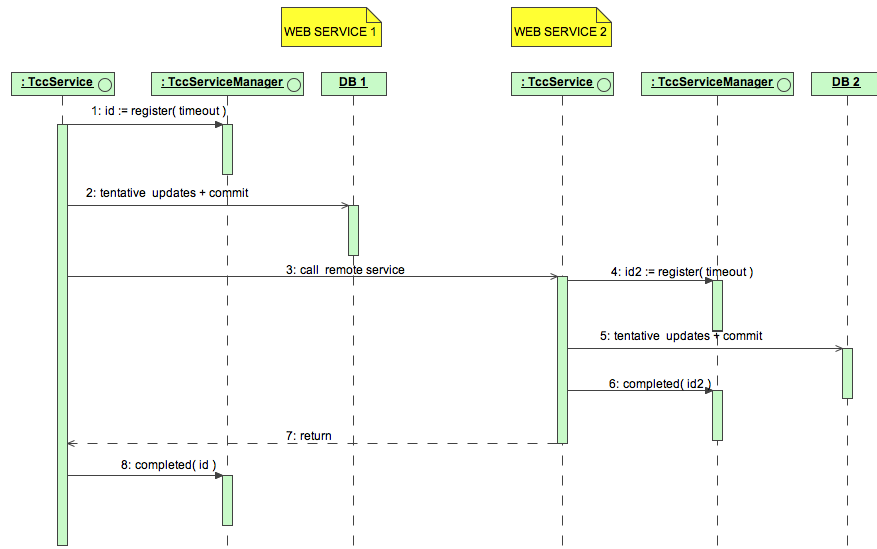 WEB SERVICE 1
WEB SERVICE 2
: TccService
: TccServiceManager
DB 1
: TccService
: TccServiceManager
DB 2
1: id := register( timeout )
2: tentative updates + commit
3: call remote service
4: id2 := register( timeout )
5: tentative updates + commit
6: completed( id2 )
7: return
8: completed( id )